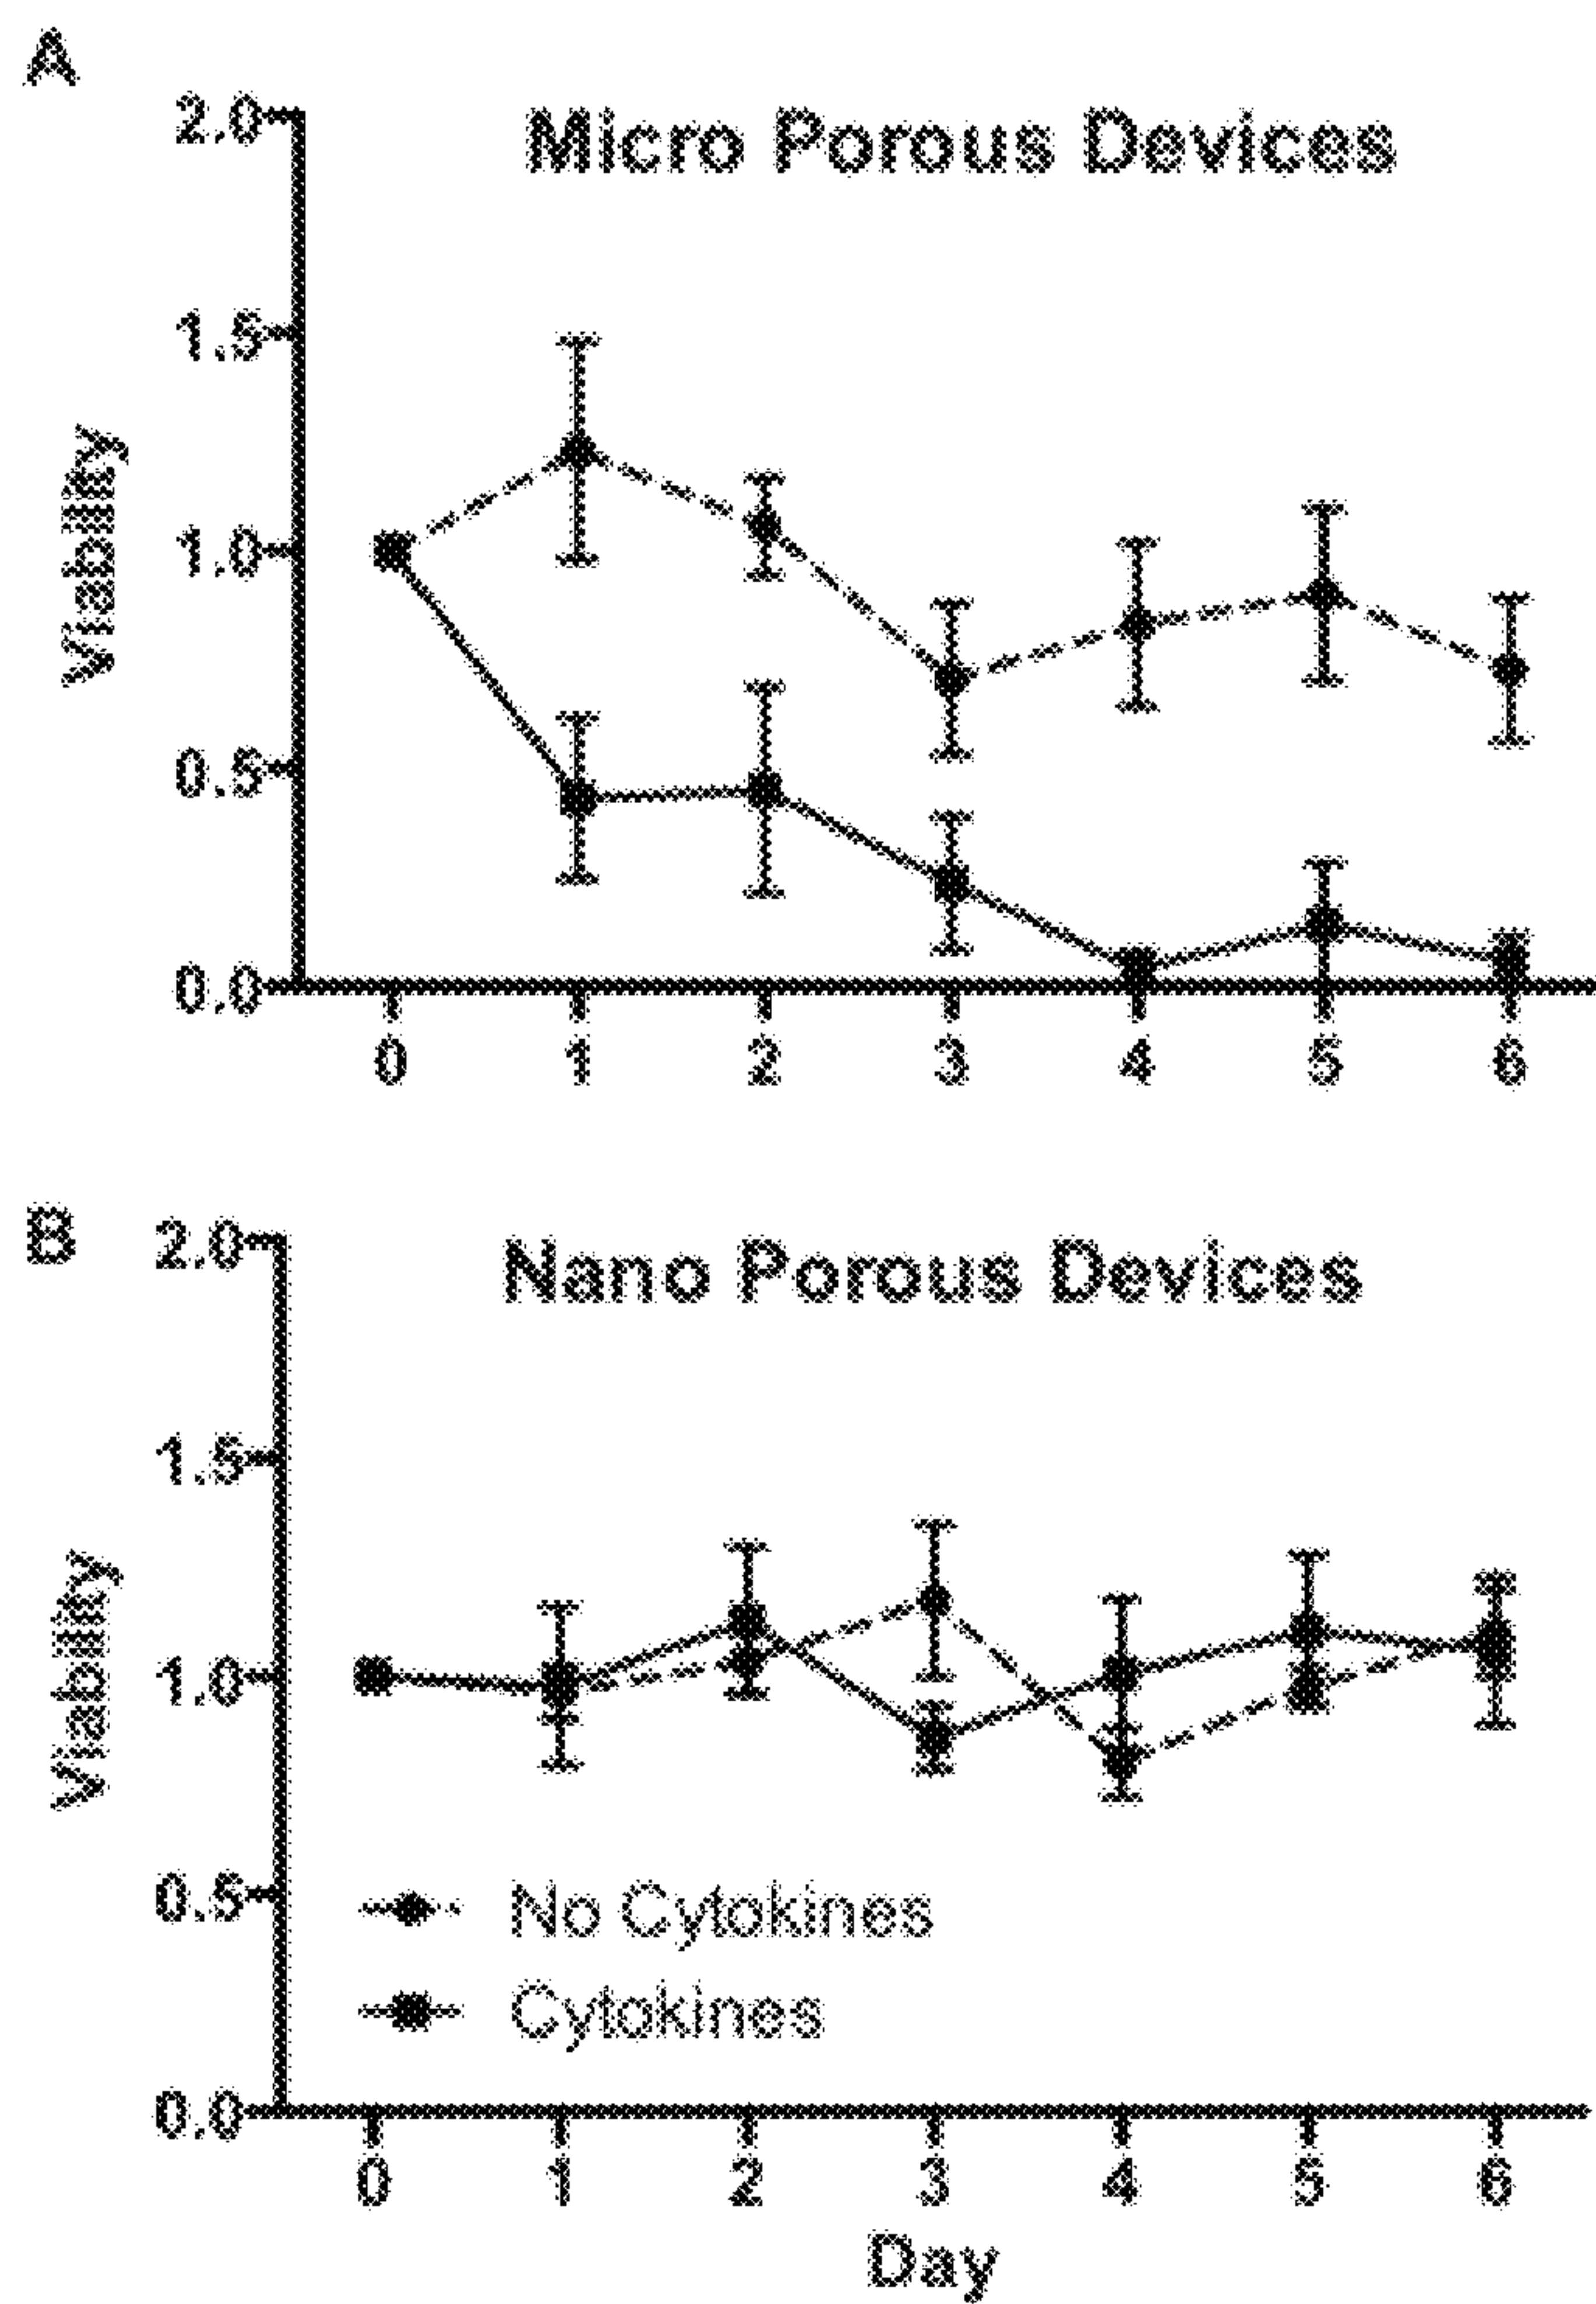 A
Micro Porous Devices
2.0
1.5
1.0
0.5
0.0
Viability
0 1 2 3 4 5 6
B
Nano Porous Devices
2.0
1.5
1.0
0.5
0.0
Viability
No Cytokines
Cytokines
0 1 2 3 4 5 6
Day